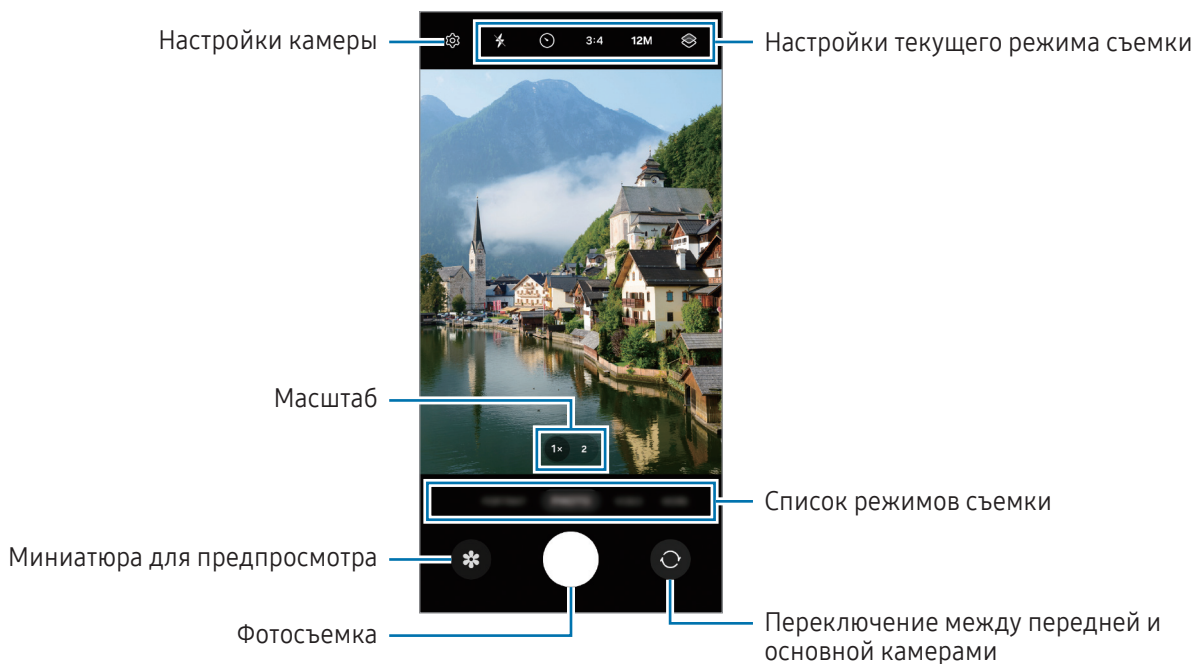 Настройки камеры
3:4
12M
Настройки текущего режима съемки
Масштаб
1×
2
Список режимов съемки
Миниатюра для предпросмотра
Фотосъемка
Переключение между передней и
основной камерами